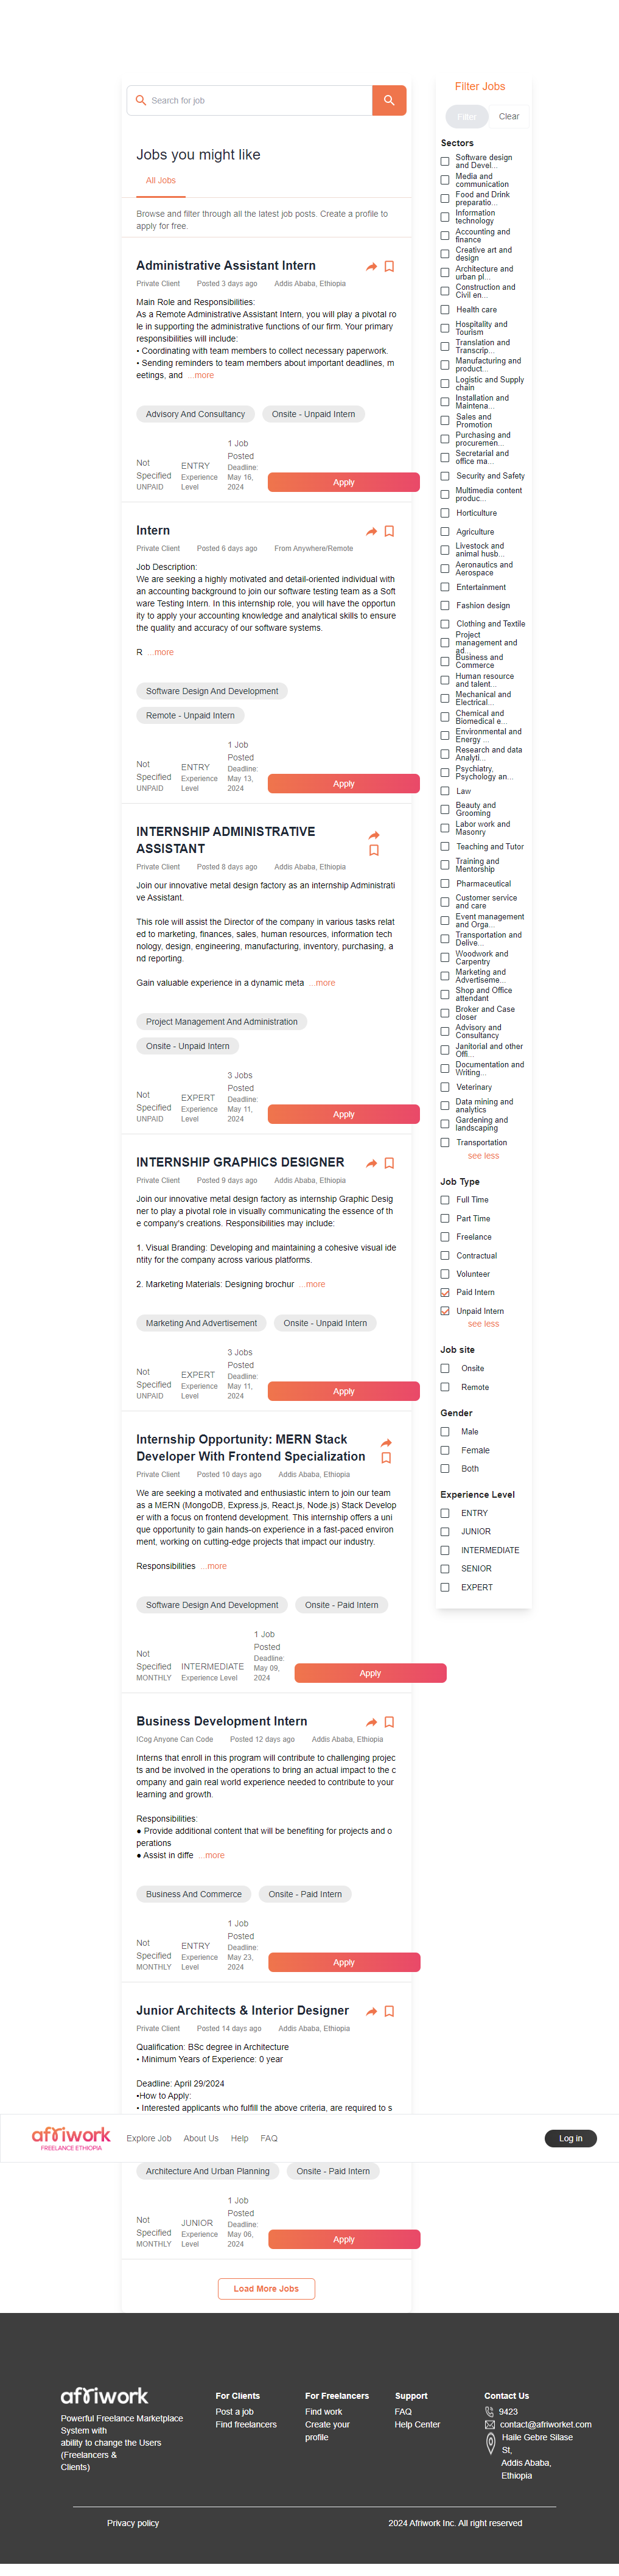 Search for job
Jobs you might like
All Jobs
Browse and filter through all the latest job posts. Create a profile to
apply for free.
Administrative Assistant Intern
Private Client Posted 3 days ago Addis Ababa, Ethiopia
Main Role and Responsibilities:
As a Remote Administrative Assistant Intern, you will play a pivotal ro
le in supporting the administrative functions of our firm. Your primary
responsibilities will include:
• Coordinating with team members to collect necessary paperwork.
• Sending reminders to team members about important deadlines, m
eetings, and ...more
Advisory And Consultancy Onsite - Unpaid Intern
Not
Specified
UNPAID
ENTRY
Experience
Level
1 Job
Posted
Deadline:
May 16,
2024
Apply
Intern
Private Client Posted 6 days ago From Anywhere/Remote
Job Description:
We are seeking a highly motivated and detail-oriented individual with
an accounting background to join our software testing team as a Soft
ware Testing Intern. In this internship role, you will have the opportun
ity to apply your accounting knowledge and analytical skills to ensure
the quality and accuracy of our software systems.
R ...more
Software Design And Development
Remote - Unpaid Intern
Not
Specified
UNPAID
ENTRY
Experience
Level
1 Job
Posted
Deadline:
May 13,
2024
Apply
INTERNSHIP ADMINISTRATIVE
ASSISTANT
Private Client Posted 8 days ago Addis Ababa, Ethiopia
Join our innovative metal design factory as an internship Administrati
ve Assistant.
This role will assist the Director of the company in various tasks relat
ed to marketing, finances, sales, human resources, information tech
nology, design, engineering, manufacturing, inventory, purchasing, a
nd reporting.
Gain valuable experience in a dynamic meta ...more
Project Management And Administration
Onsite - Unpaid Intern
Not
Specified
UNPAID
EXPERT
Experience
Level
3 Jobs
Posted
Deadline:
May 11,
2024
Apply
INTERNSHIP GRAPHICS DESIGNER
Private Client Posted 9 days ago Addis Ababa, Ethiopia
Join our innovative metal design factory as internship Graphic Desig
ner to play a pivotal role in visually communicating the essence of th
e company's creations. Responsibilities may include:
1. Visual Branding: Developing and maintaining a cohesive visual ide
ntity for the company across various platforms.
2. Marketing Materials: Designing brochur ...more
Marketing And Advertisement Onsite - Unpaid Intern
Not
Specified
UNPAID
EXPERT
Experience
Level
3 Jobs
Posted
Deadline:
May 11,
2024
Apply
Internship Opportunity: MERN Stack
Developer With Frontend Specialization
Private Client Posted 10 days ago Addis Ababa, Ethiopia
We are seeking a motivated and enthusiastic intern to join our team
as a MERN (MongoDB, Express.js, React.js, Node.js) Stack Develop
er with a focus on frontend development. This internship offers a uni
que opportunity to gain hands-on experience in a fast-paced environ
ment, working on cutting-edge projects that impact our industry.
Responsibilities ...more
Software Design And Development Onsite - Paid Intern
Not
Specified
MONTHLY
INTERMEDIATE
Experience Level
1 Job
Posted
Deadline:
May 09,
2024
Apply
Business Development Intern
ICog Anyone Can Code Posted 12 days ago Addis Ababa, Ethiopia
Interns that enroll in this program will contribute to challenging projec
ts and be involved in the operations to bring an actual impact to the c
ompany and gain real world experience needed to contribute to your
learning and growth.
Responsibilities:
● Provide additional content that will be benefiting for projects and o
perations
● Assist in diffe ...more
Business And Commerce Onsite - Paid Intern
Not
Specified
MONTHLY
ENTRY
Experience
Level
1 Job
Posted
Deadline:
May 23,
2024
Apply
Junior Architects & Interior Designer
Private Client Posted 14 days ago Addis Ababa, Ethiopia
Qualification: BSc degree in Architecture
• Minimum Years of Experience: 0 year
Deadline: April 29/2024
•How to Apply:
• Interested applicants who fulfill the above criteria, are required to s
afriwork
FREELANCE ETHIOPIA
Explore Job About Us Help FAQ
Log in
Architecture And Urban Planning Onsite - Paid Intern
Not
Specified
MONTHLY
JUNIOR
Experience
Level
1 Job
Posted
Deadline:
May 06,
2024
Apply
Load More Jobs
Filter Jobs
Filter Clear
Sectors
Software design
and Devel...
Media and
communication
Food and Drink
preparatio...
Information
technology
Accounting and
finance
Creative art and
design
Architecture and
urban pl...
Construction and
Civil en...
Health care
Hospitality and
Tourism
Translation and
Transcrip...
Manufacturing and
product...
Logistic and Supply
chain
Installation and
Maintena...
Sales and
Promotion
Purchasing and
procuremen...
Secretarial and
office ma...
Security and Safety
Multimedia content
produc...
Horticulture
Agriculture
Livestock and
animal husb...
Aeronautics and
Aerospace
Entertainment
Fashion design
Clothing and Textile
Project
management and
ad...
Business and
Commerce
Human resource
and talent...
Mechanical and
Electrical...
Chemical and
Biomedical e...
Environmental and
Energy ...
Research and data
Analyti...
Psychiatry,
Psychology an...
Law
Beauty and
Grooming
Labor work and
Masonry
Teaching and Tutor
Training and
Mentorship
Pharmaceutical
Customer service
and care
Event management
and Orga...
Transportation and
Delive...
Woodwork and
Carpentry
Marketing and
Advertiseme...
Shop and Office
attendant
Broker and Case
closer
Advisory and
Consultancy
Janitorial and other
Offi...
Documentation and
Writing...
Veterinary
Data mining and
analytics
Gardening and
landscaping
Transportation
see less
Job Type
Full Time
Part Time
Freelance
Contractual
Volunteer
Paid Intern
Unpaid Intern
see less
Job site
Onsite
Remote
Gender
Male
Female
Both
Experience Level
ENTRY
JUNIOR
INTERMEDIATE
SENIOR
EXPERT
afriwork
Powerful Freelance Marketplace
System with
ability to change the Users
(Freelancers &
Clients)
For Clients
Post a job
Find freelancers
For Freelancers
Find work
Create your
profile
Support
FAQ
Help Center
Contact Us
9423
contact@afriworket.com
Haile Gebre Silase
St,
Addis Ababa,
Ethiopia
Privacy policy
2024 Afriwork Inc. All right reserved